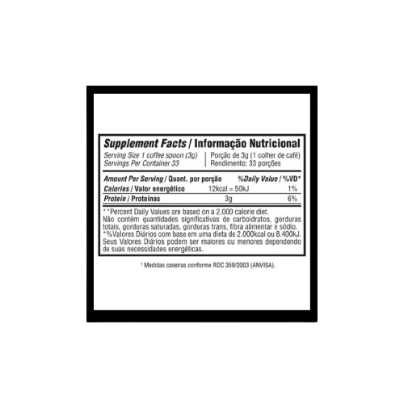 Supplement Facts / Informação Nutricional
Serving Size 1 coffee spoon (3g) | Porção de 3g (1 colher de café)
Servings Per Container 33 | Rendimento: 33 porções
Amount Per Serving / Quant. por porção %Daily Value / %VD*
Calories / Valor energético 12kcal = 50kJ 1%
Protein / Proteínas 3g 6%
**Percent Daily Values are based on a 2.000 calorie diet.
Não contém quantidades significativas de carboidratos, gorduras
totais, gorduras saturadas, gorduras trans, fibra alimentar e sódio.
*%Valores Diários com base em uma dieta de 2.000kcal ou 8.400kJ.
Seus Valores Diários podem ser maiores ou menores dependendo
de suas necessidades energéticas.
¹ Medidas caseiras conforme RDC 359/2003 (ANVISA).